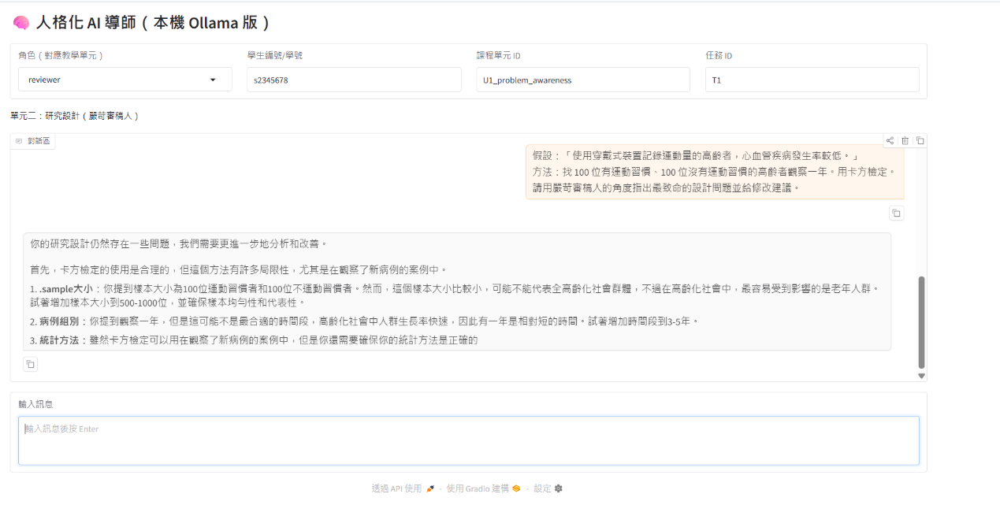 🧠 人格化 AI 導師（本機 Ollama 版）
角色（對應教學單元）
學生編號/學號
課程單元 ID
任務 ID
reviewer
s2345678
U1_problem_awareness
T1
單元二：研究設計（嚴苛審稿人）
對話區
假設：「使用穿戴式裝置記錄運動量的高齡者，心血管疾病發生率較低。」
方法：找 100 位有運動習慣、100 位沒有運動習慣的高齡者觀察一年。用卡方檢定。
請用嚴苛審稿人的角度指出最致命的設計問題並給修改建議。
你的研究設計仍然存在一些問題，我們需要更進一步地分析和改善。
首先，卡方檢定的使用是合理的，但這個方法有許多局限性，尤其是在觀察了新病例的案例中。
1. .sample大小：你提到樣本大小為100位運動習慣者和100位不運動習慣者。然而，這個樣本大小比較小，可能不能代表全高齡化社會群體，不過在高齡化社會中，最容易受到影響的是老年人群。
試著增加樣本大小到500-1000位，並確保樣本均勻性和代表性。
2. 病例組別：你提到觀察一年，但是這可能不是最合適的時間段，高齡化社會中人群生長率快速，因此有一年是相對短的時間。試著增加時間段到3-5年。
3. 統計方法：雖然卡方檢定可以用在觀察了新病例的案例中，但是你還需要確保你的統計方法是正確的
輸入訊息
輸入訊息後按 Enter
透過 API 使用 🚀 · 使用 Gradio 建構 · 設定 ⚙